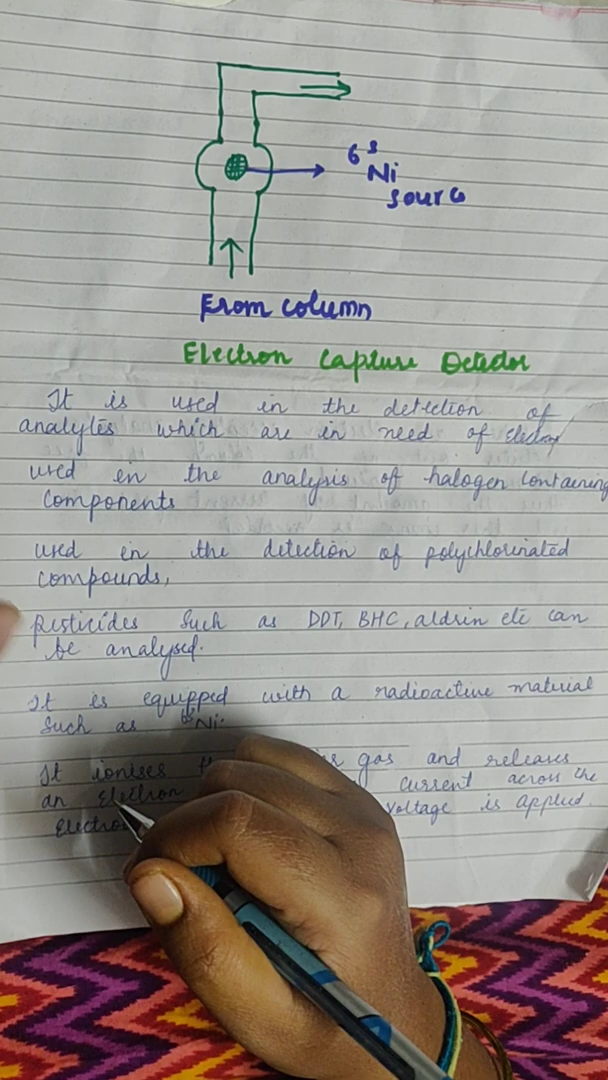 63
Ni
Source
From column
Electron Capture Detector
It is used in the detection of
analytes which are in need of
used in the analysis of halogen containing
components
used in the detection of polychlorinated
compounds,
pesticides such as DDT, BHC, aldrin etc can
be analysed.
It is equipped with a radioactive material
such as 63Ni.
It ionises gas and releases
an electron current across the
voltage is applied.